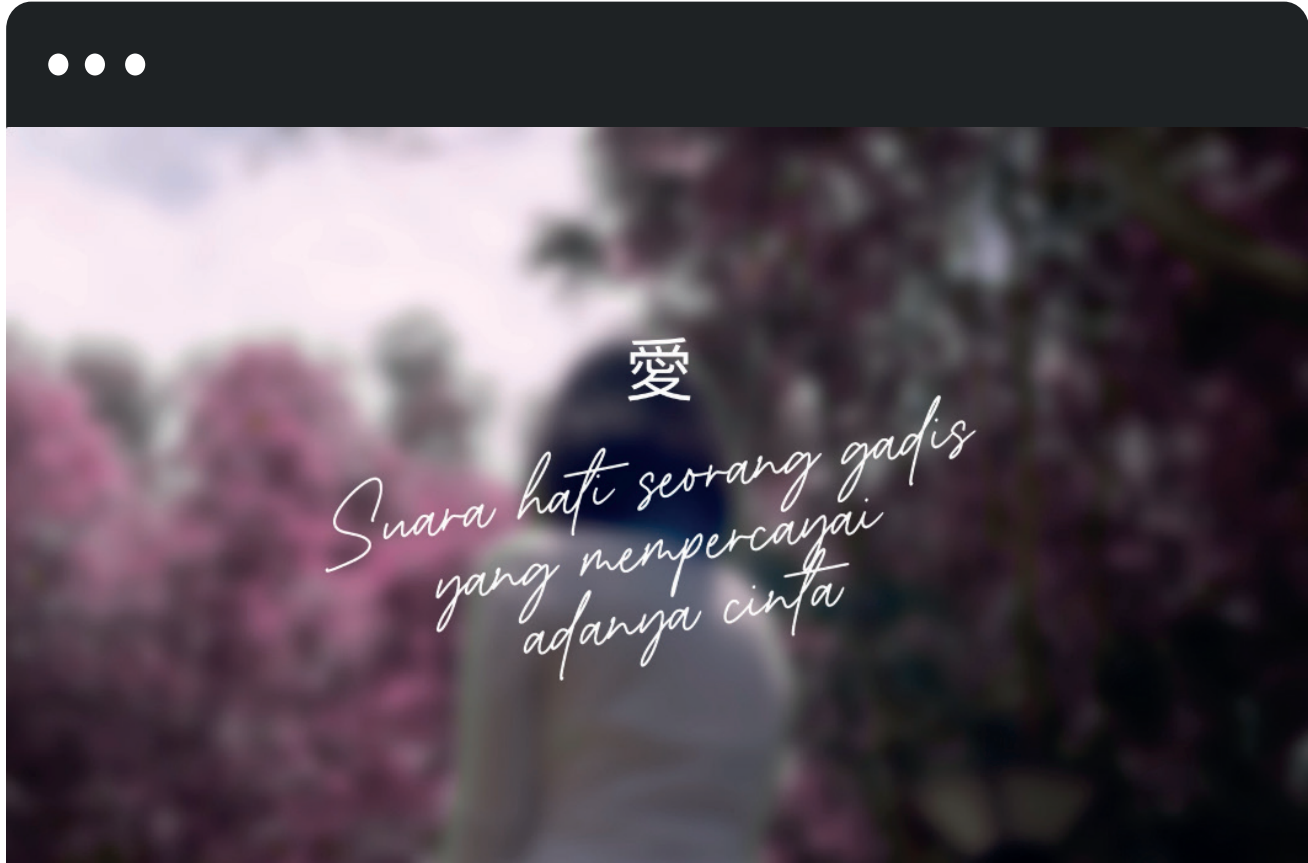 愛
Suara hati seorang gadis
yang mempercayai
adanya cinta